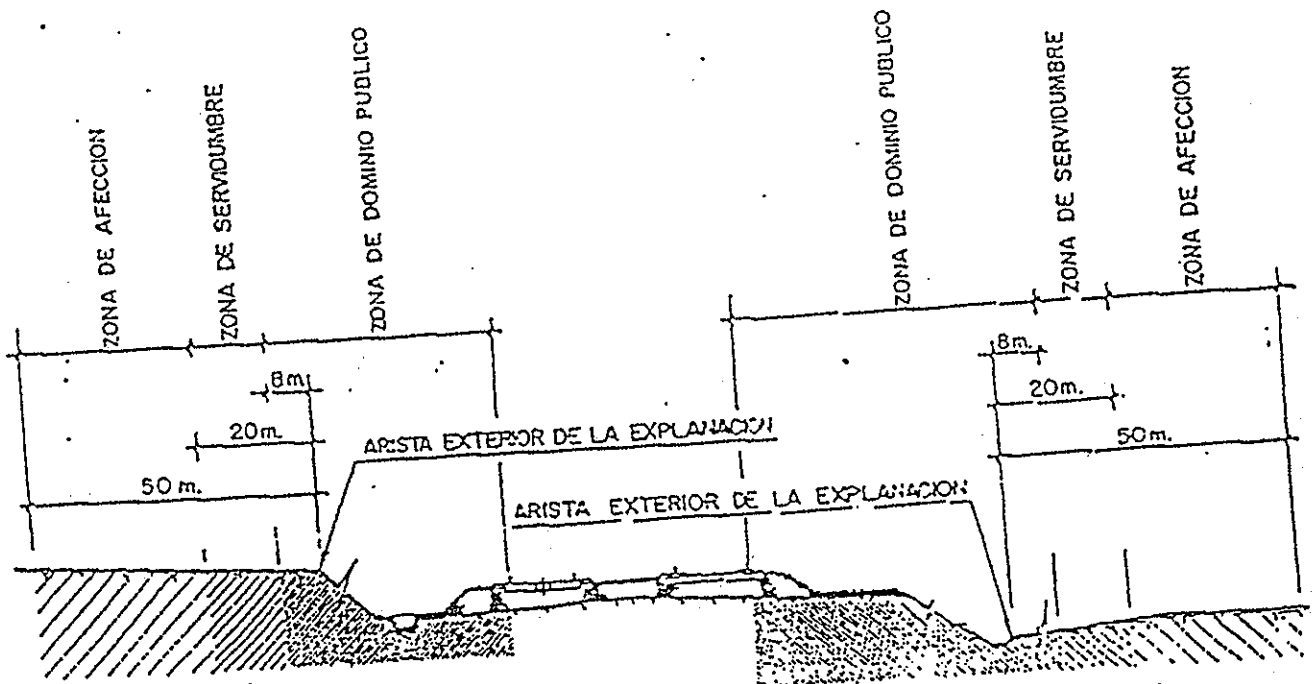 ZONA DE AFECCION
ZONA DE SERVIDUMBRE
ZONA DE DOMINIO PUBLICO
ZONA DE DOMINIO PUBLICO
ZONA DE SERVIDUMBRE
ZONA DE AFECCION
8m
20m.
50m.
8m.
20m.
50m.
ARISTA EXTERIOR DE LA EXPLANACION
ARISTA EXTERIOR DE LA EXPLANACION